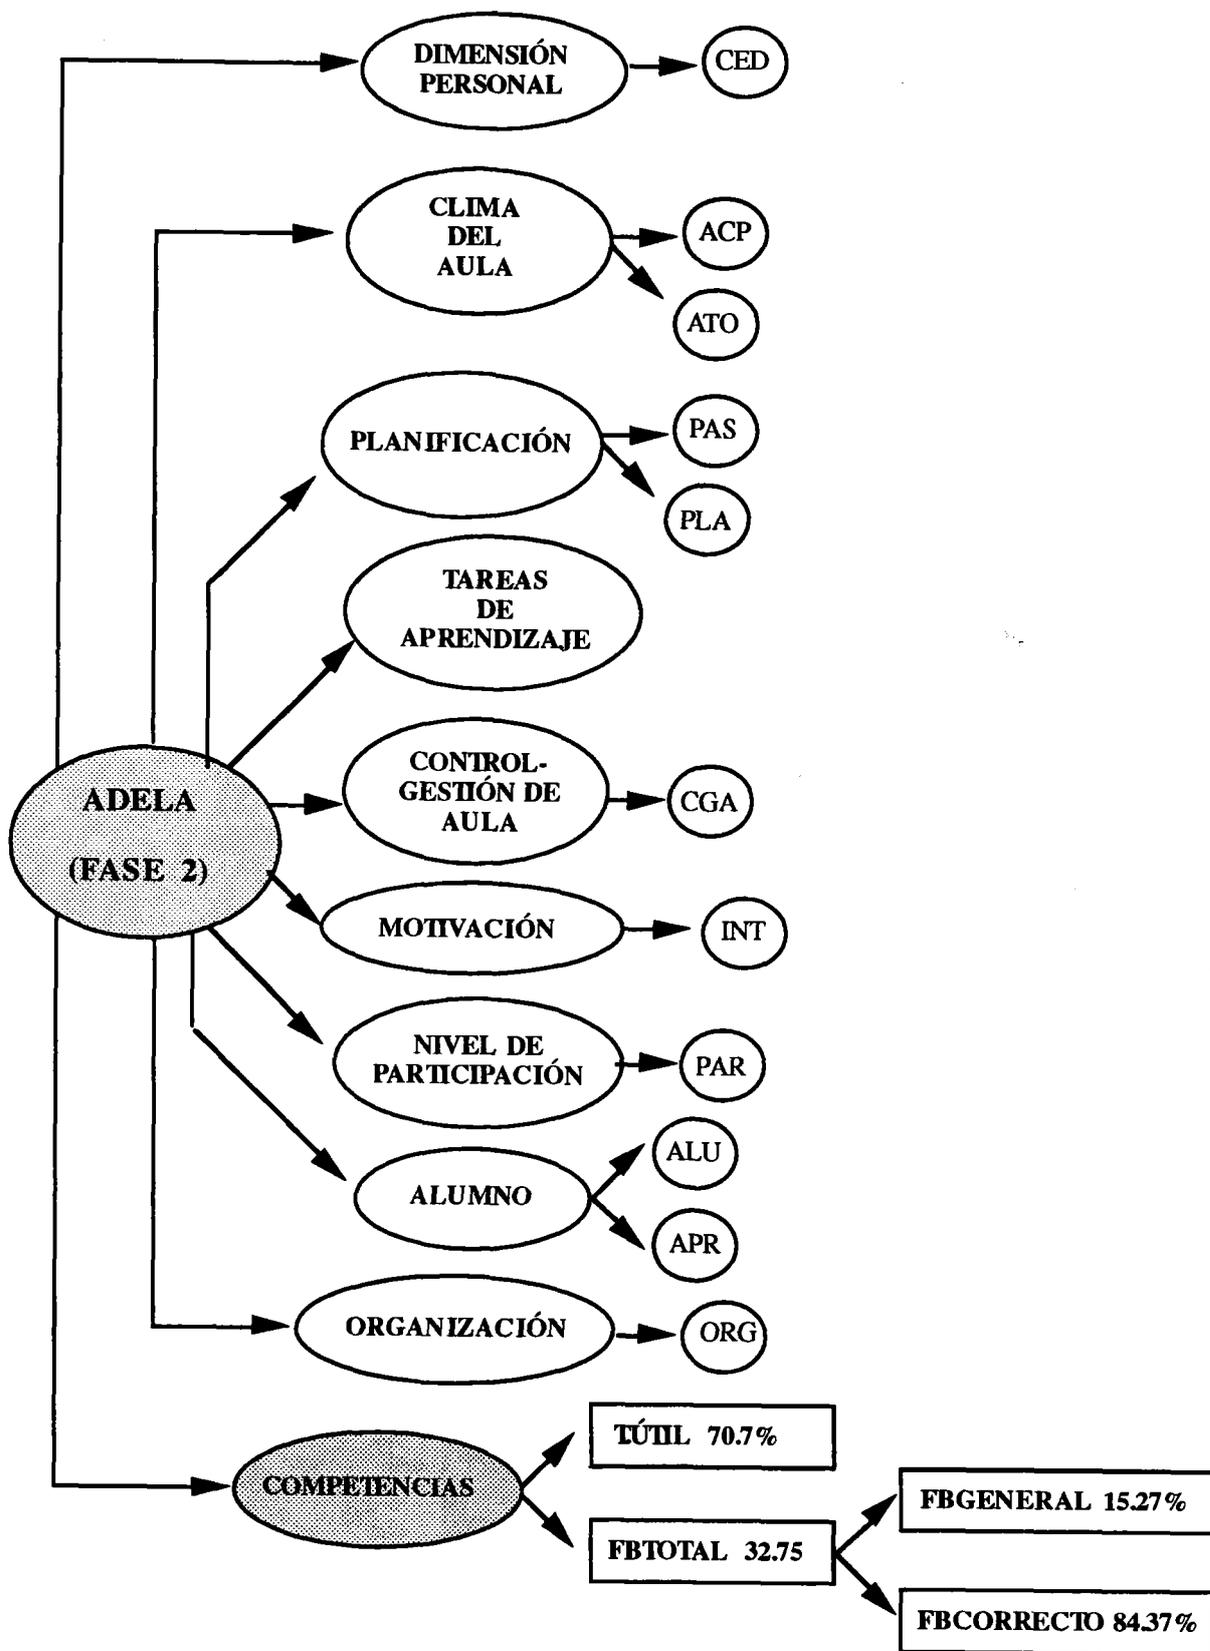 DIMENSIÓN
PERSONAL
CED
CLIMA
DEL
AULA
ACP
ATO
PLANIFICACIÓN
PAS
PLA
TAREAS
DE
APRENDIZAJE
ADELA
(FASE 2)
CONTROL-
GESTIÓN DE
AULA
CGA
MOTIVACIÓN
INT
NIVEL DE
PARTICIPACIÓN
PAR
ALUMNO
ALU
APR
ORGANIZACIÓN
ORG
COMPETENCIAS
T.ÚTIL 70.7%
FBTOTAL 32.75
FBGENERAL 15.27%
FBCORRECTO 84.37%